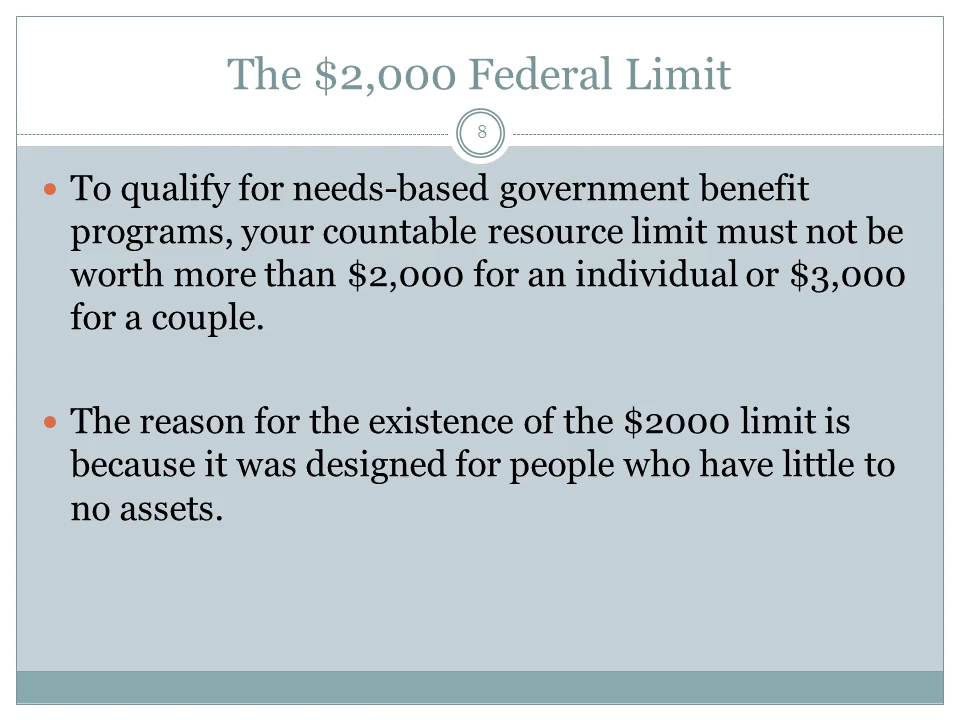 The $2,000 Federal Limit
8
• To qualify for needs-based government benefit
programs, your countable resource limit must not be
worth more than $2,000 for an individual or $3,000
for a couple.
• The reason for the existence of the $2000 limit is
because it was designed for people who have little to
no assets.